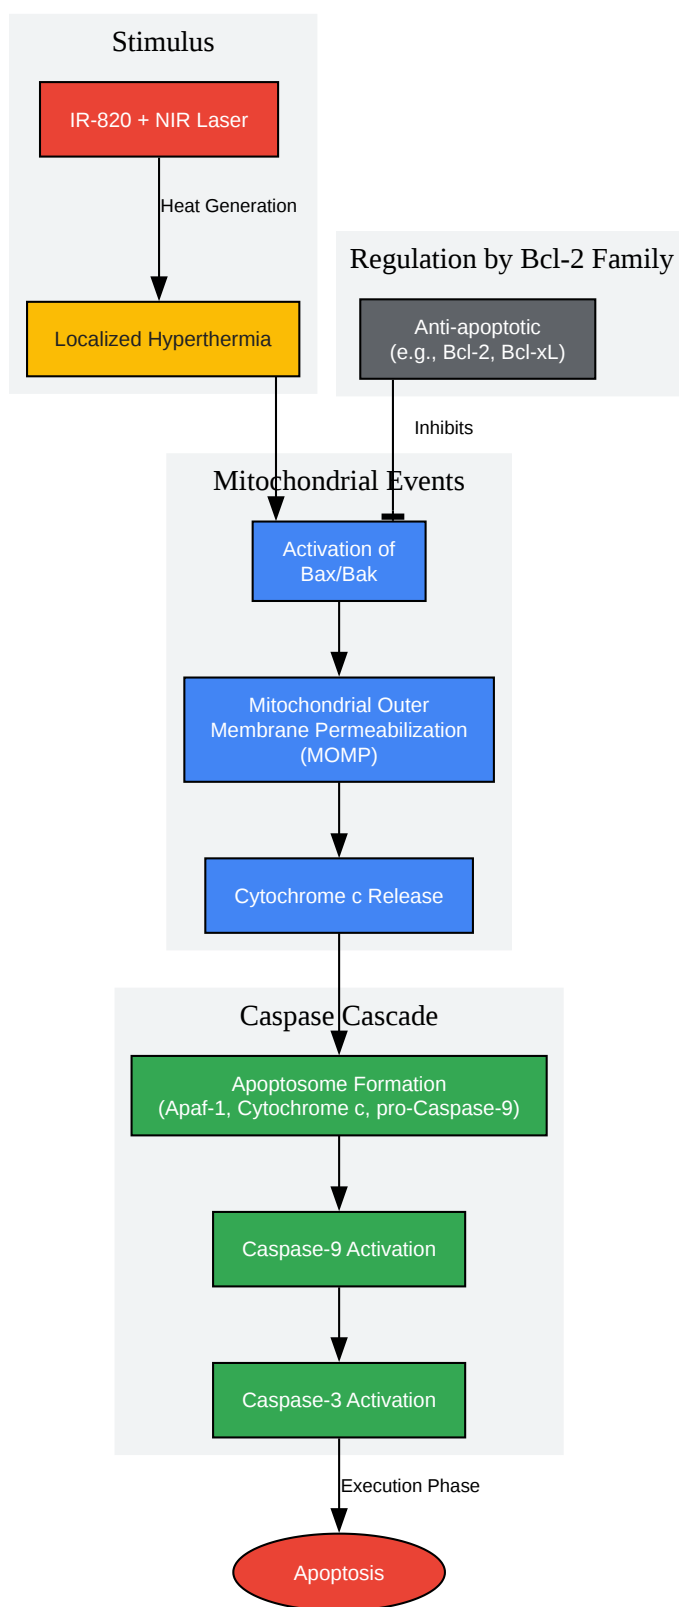 Stimulus
IR-820 + NIR Laser
Heat Generation
Localized Hyperthermia
Regulation by Bcl-2 Family
Anti-apoptotic
(e.g., Bcl-2, Bcl-xL)
Inhibits
Mitochondrial Events
Activation of
Bax/Bak
Mitochondrial Outer
Membrane Permeabilization
(MOMP)
Cytochrome c Release
Caspase Cascade
Apoptosome Formation
(Apaf-1, Cytochrome c, pro-Caspase-9)
Caspase-9 Activation
Caspase-3 Activation
Execution Phase
Apoptosis